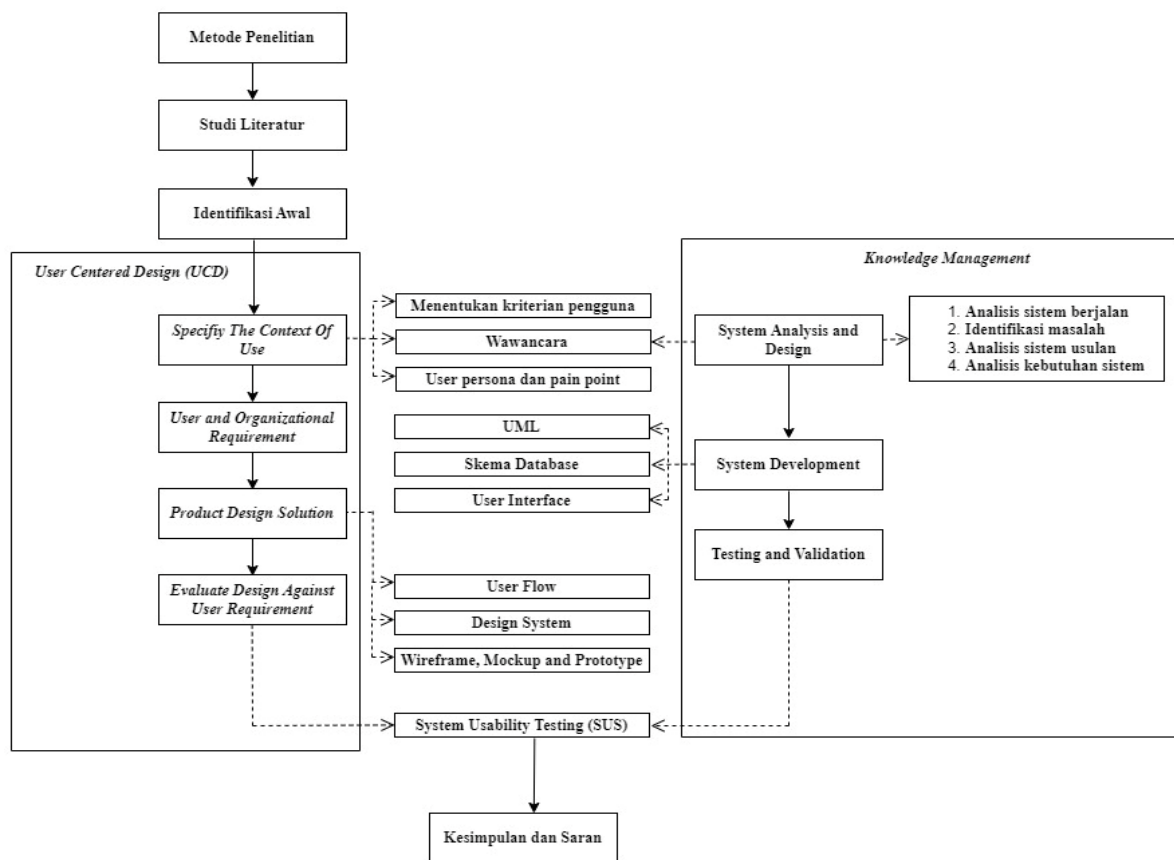 Metode Penelitian
Studi Literatur
Identifikasi Awal
User Centered Design (UCD)
Specifiy The Context Of
Use
User and Organizational
Requirement
Product Design Solution
Evaluate Design Against
User Requirement
Menentukan kriterian pengguna
Wawancara
User persona dan pain point
UML
Skema Database
User Interface
User Flow
Design System
Wireframe, Mockup and Prototype
System Usability Testing (SUS)
Kesimpulan dan Saran
Knowledge Management
System Analysis and
Design
1. Analisis sistem berjalan
2. Identifikasi masalah
3. Analisis sistem usulan
4. Analisis kebutuhan sistem
System Development
Testing and Validation